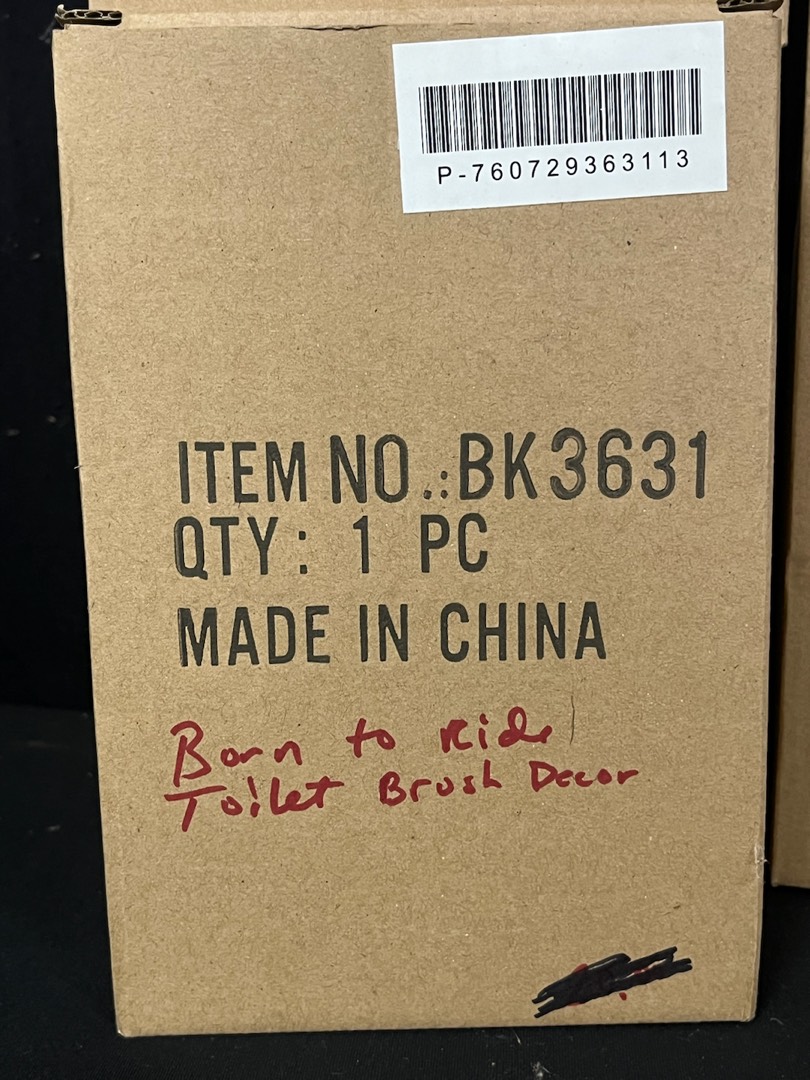 P-760729363113
ITEM NO.:BK3631
QTY: 1 PC
MADE IN CHINA
Born to Ride
Toilet Brush Decor